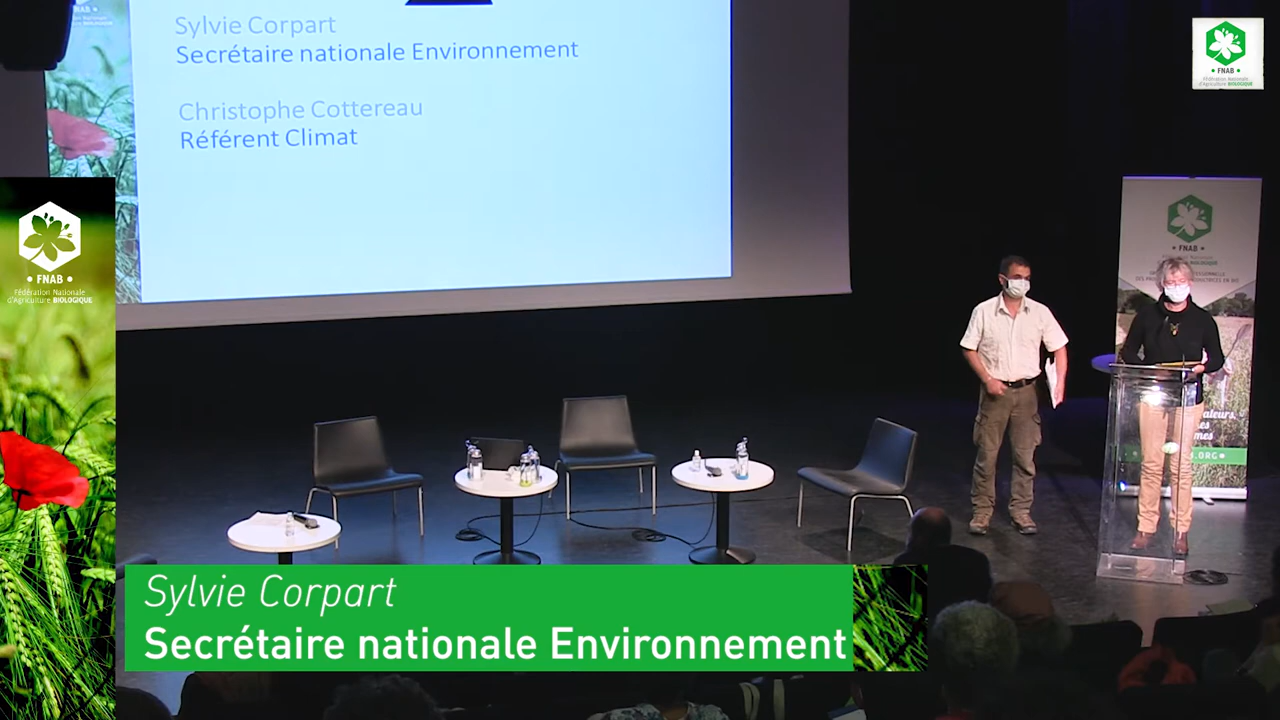 Sylvie Corpart
Secrétaire nationale Environnement
Christophe Cottereau
Référent Climat
• FNAB •
Fédération Nationale
d'Agriculture BIOLOGIQUE
• FNAB •
Fédération Nationale
d'Agriculture BIOLOGIQUE
• FNAB •
Sylvie Corpart
Secrétaire nationale Environnement